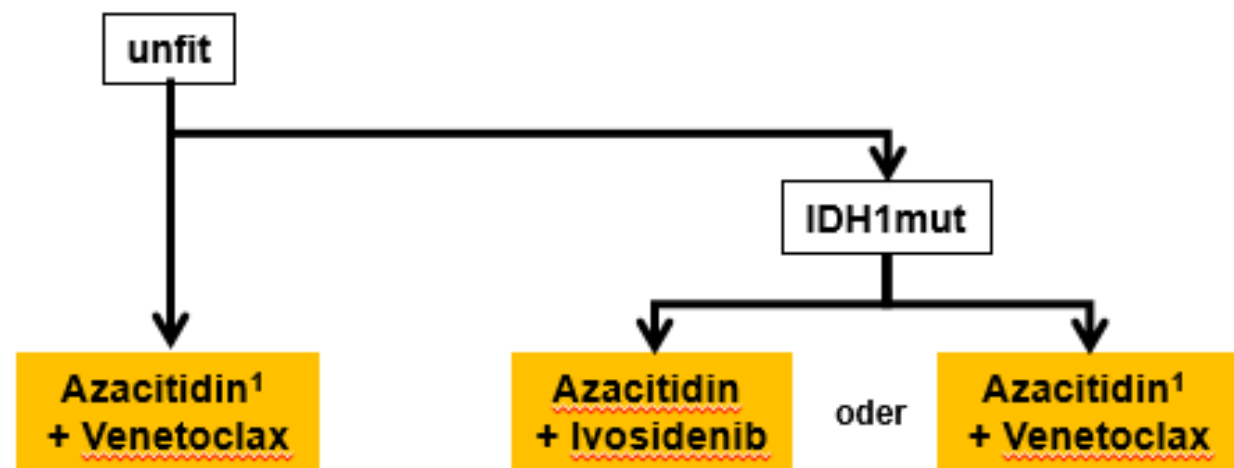 unfit
IDH1mut
Azacitidin¹
+ Venetoclax
Azacitidin
+ Ivosidenib
oder
Azacitidin¹
+ Venetoclax